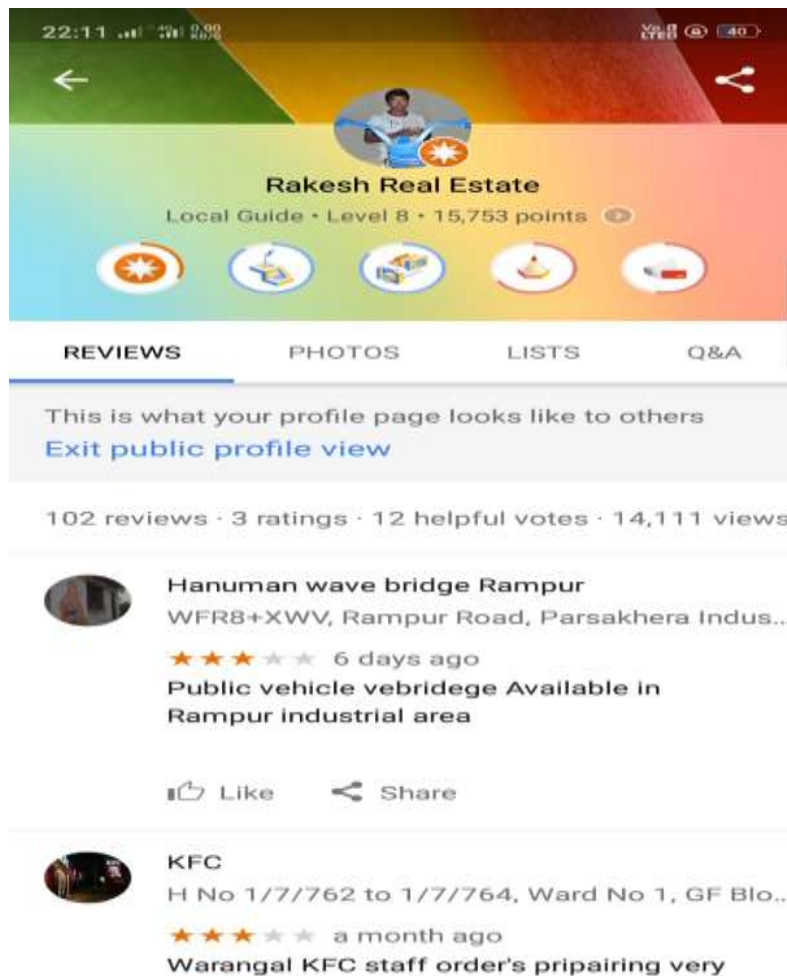 22:11
40
Rakesh Real Estate
Local Guide • Level 8 • 15,753 points
REVIEWS PHOTOS LISTS Q&A
This is what your profile page looks like to others
Exit public profile view
102 reviews · 3 ratings · 12 helpful votes · 14,111 views
Hanuman wave bridge Rampur
WFR8+XWV, Rampur Road, Parsakhera Indus..
6 days ago
Public vehicle vebridege Available in
Rampur industrial area
Like Share
KFC
H No 1/7/762 to 1/7/764, Ward No 1, GF Blo..
a month ago
Warangal KFC staff order's pripairing very